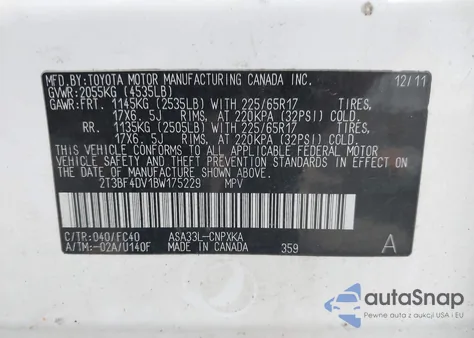 MFD.BY:TOYOTA MOTOR MANUFACTURING CANADA INC. 12/11
GVWR:2055KG (4535LB)
GAWR:FRT. 1145KG (2535LB) WITH 225/65R17 TIRES,
17X6. 5J RIMS, AT 220KPA (32PSI) COLD.
RR. 1135KG (2505LB) WITH 225/65R17 TIRES,
17X6. 5J RIMS, AT 220KPA (32PSI) COLD.
THIS VEHICLE CONFORMS TO ALL APPLICABLE FEDERAL MOTOR
VEHICLE SAFETY AND THEFT PREVENTION STANDARDS IN EFFECT
ON THE DATE OF MANUFACTURE SHOWN ABOVE.
2T3BF4DV1BW175229 MPV
C/TR:040/FC40 ASA33L-CNPXKA
A/TM:-02A/U140F MADE IN CANADA 359 A
autoSnap
Pewne auta z aukcji w USA i EU